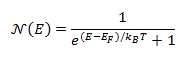 𝒩(E) = 1 / (e^{(E−E_F)/k_BT} + 1)